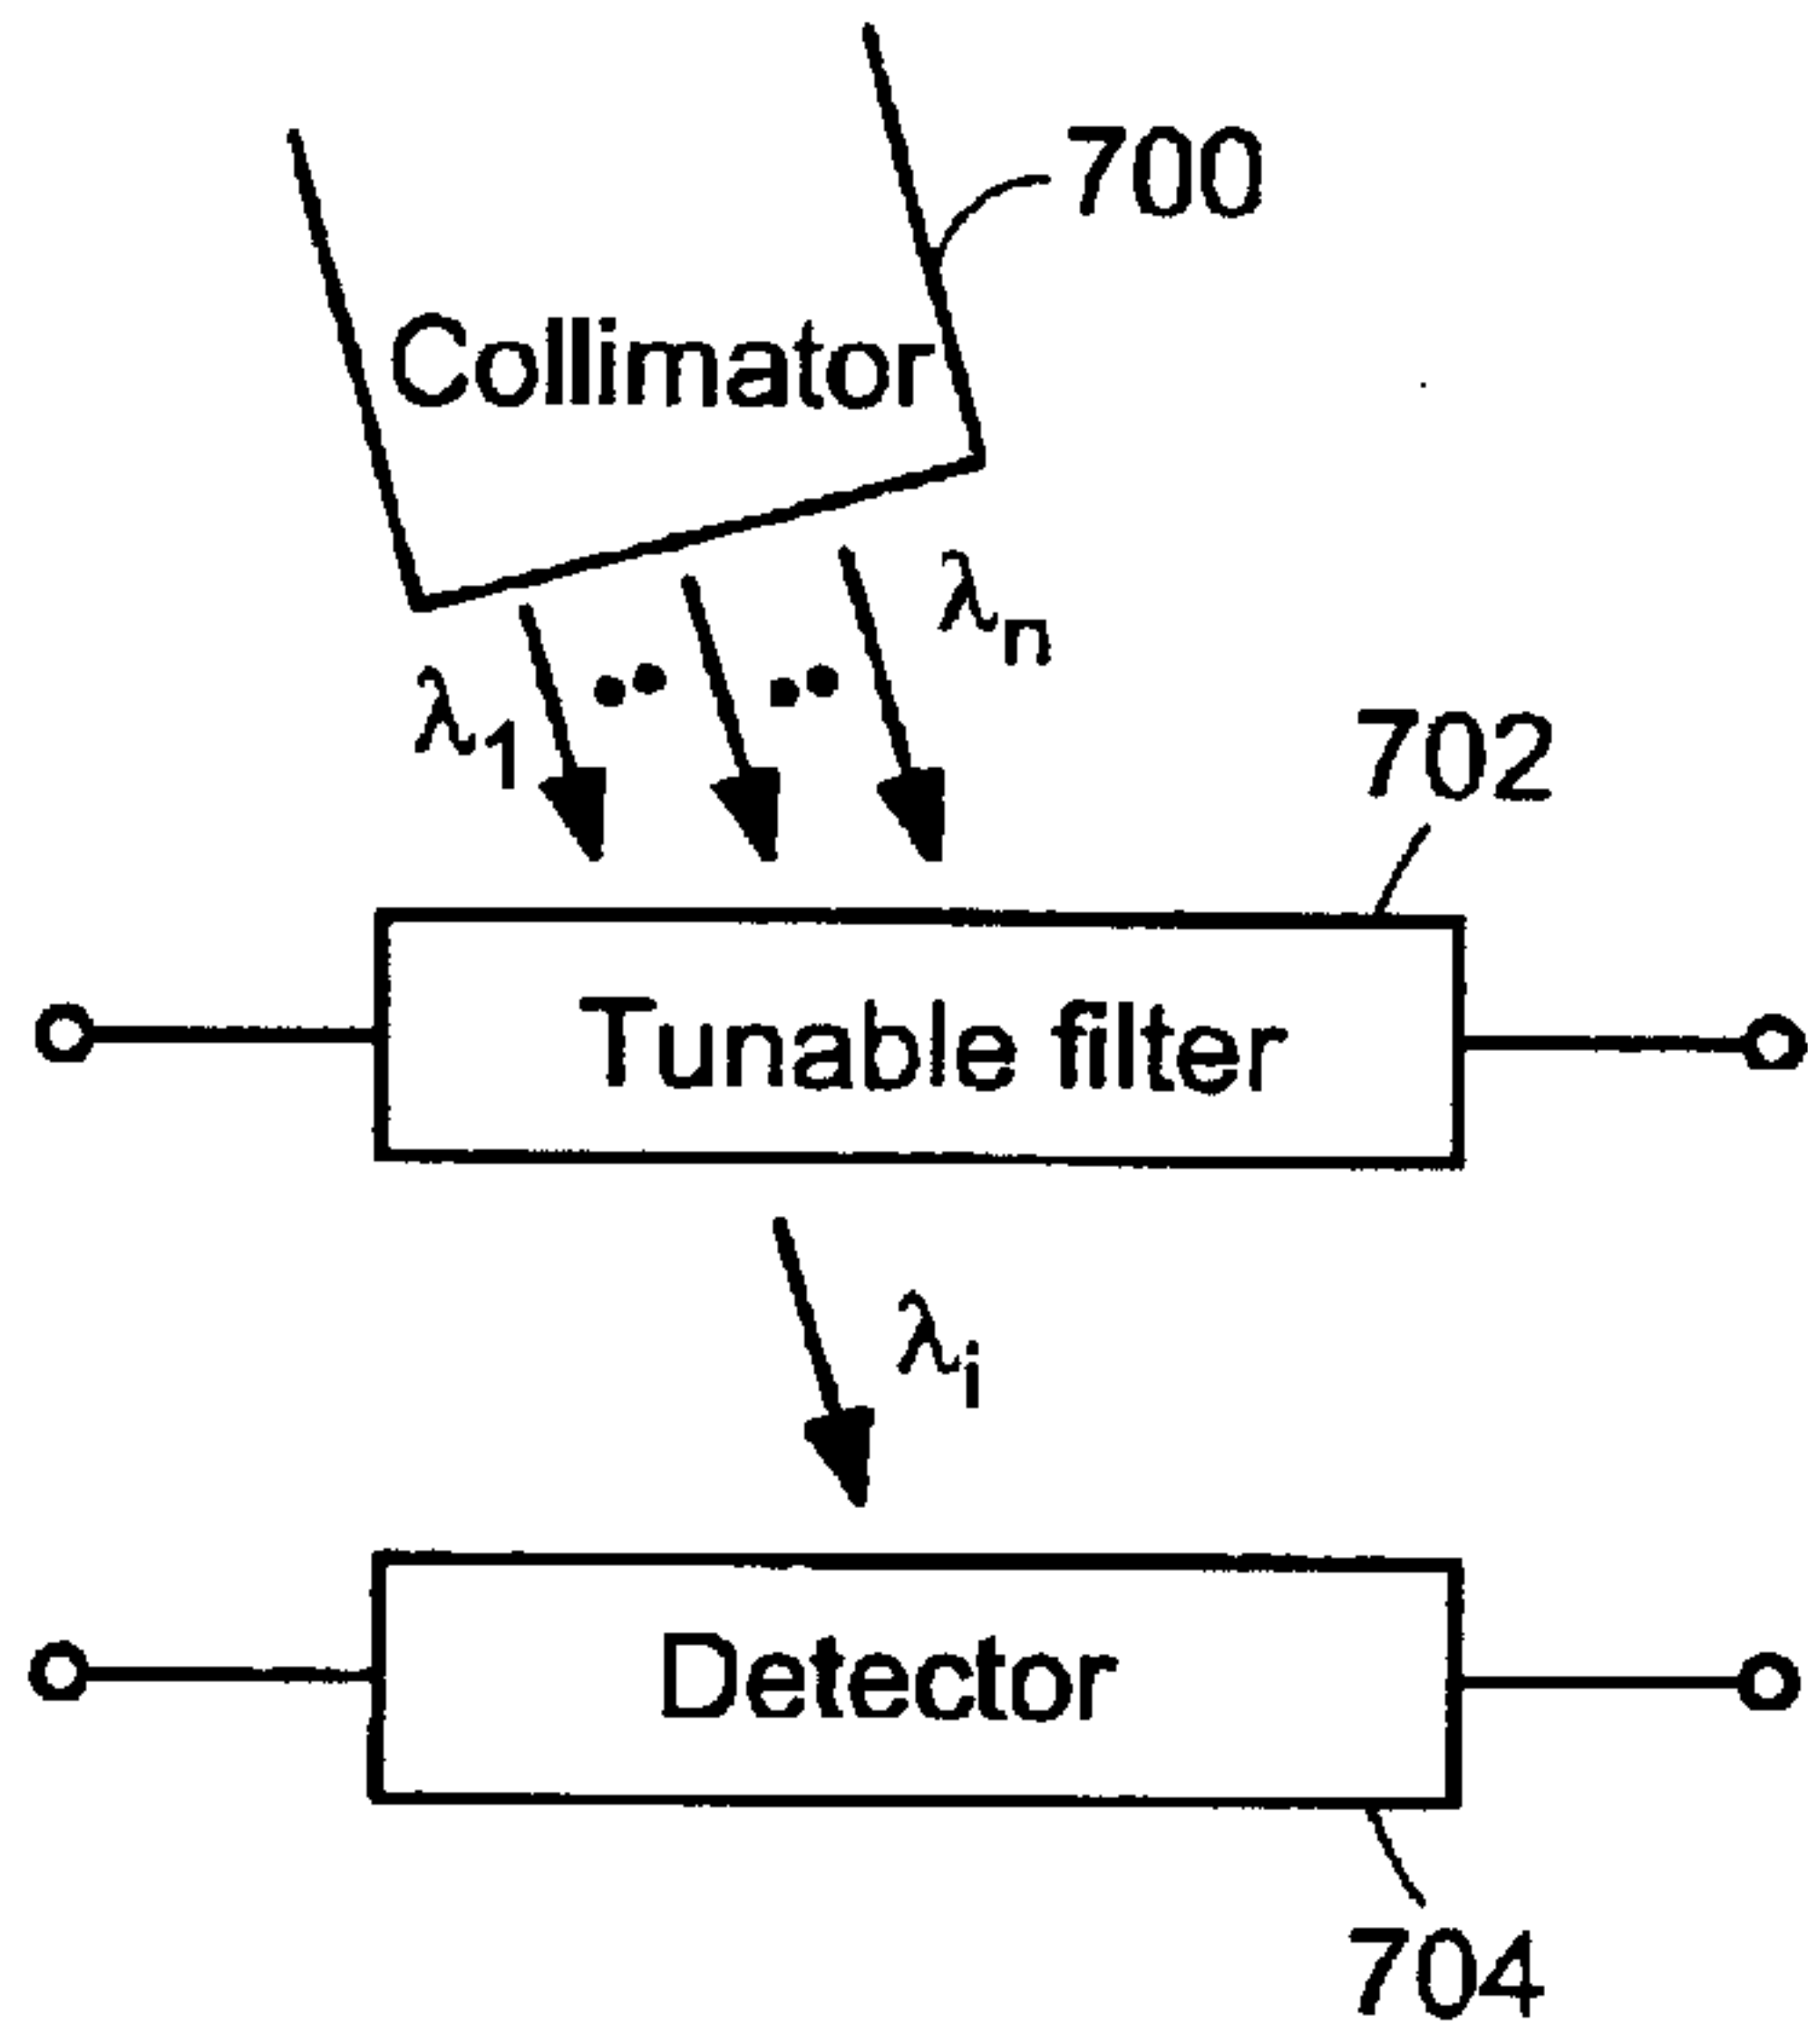 700
Collimator
λn
λ1
702
Tunable filter
λi
Detector
704